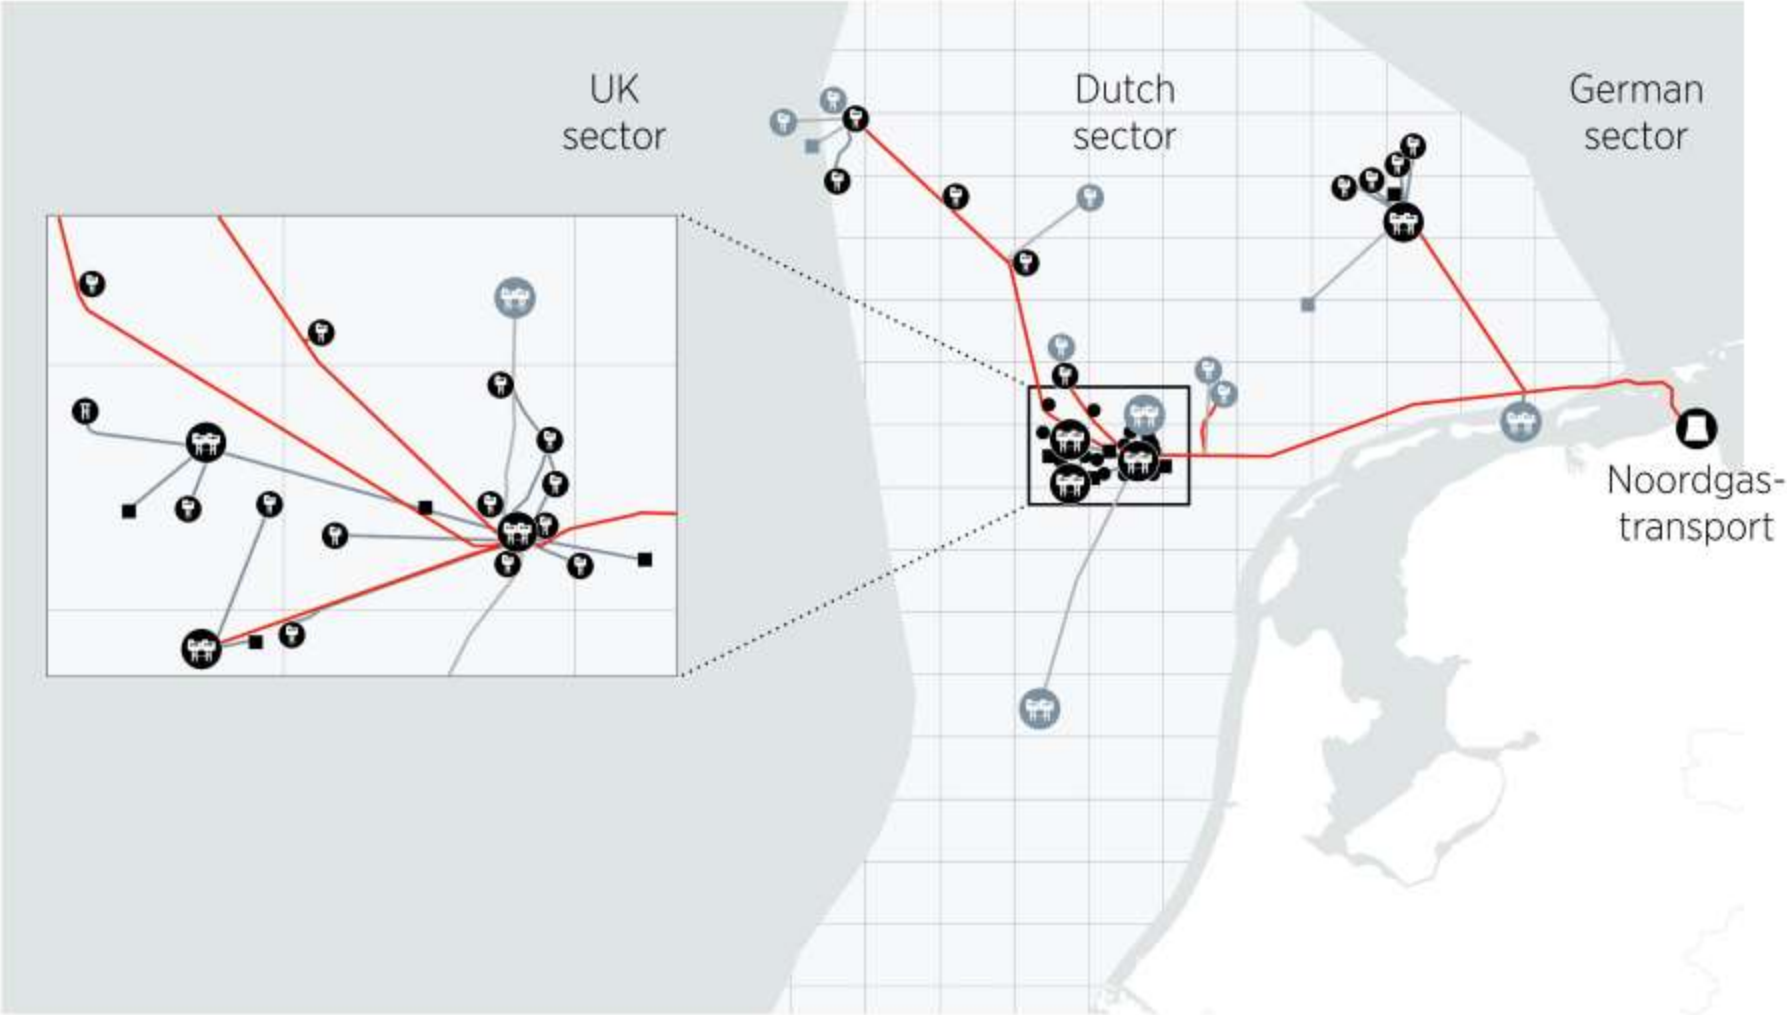 UK
sector
Dutch
sector
German
sector
Noordgas-
transport